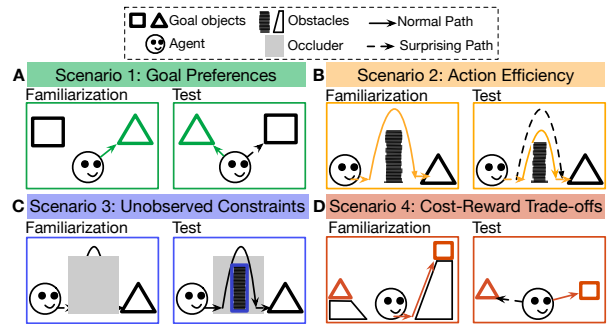 Goal objects
Obstacles
Normal Path
Agent
Occluder
Surprising Path
A
Scenario 1: Goal Preferences
Familiarization
Test
B
Scenario 2: Action Efficiency
Familiarization
Test
C
Scenario 3: Unobserved Constraints
Familiarization
Test
D
Scenario 4: Cost-Reward Trade-offs
Familiarization
Test